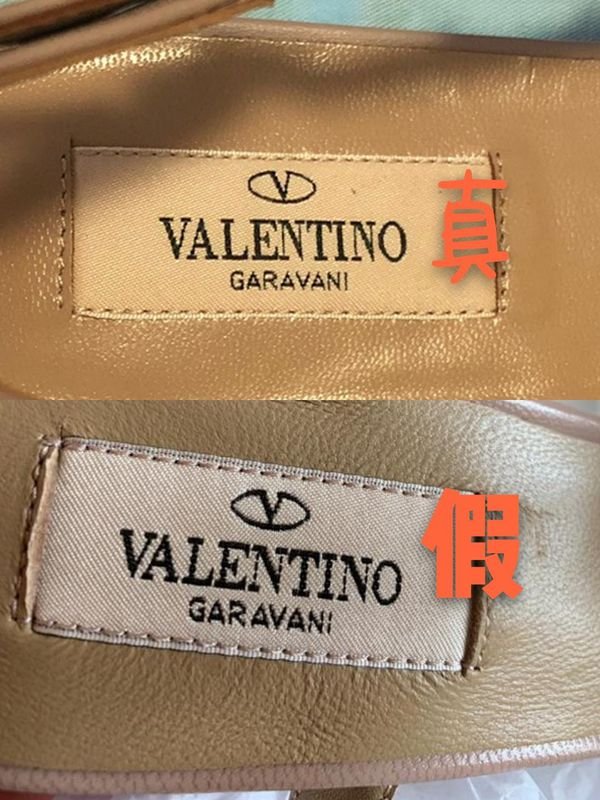 V
VALENTINO
GARAVANI
真
V
VALENTINO
GARAVANI
假